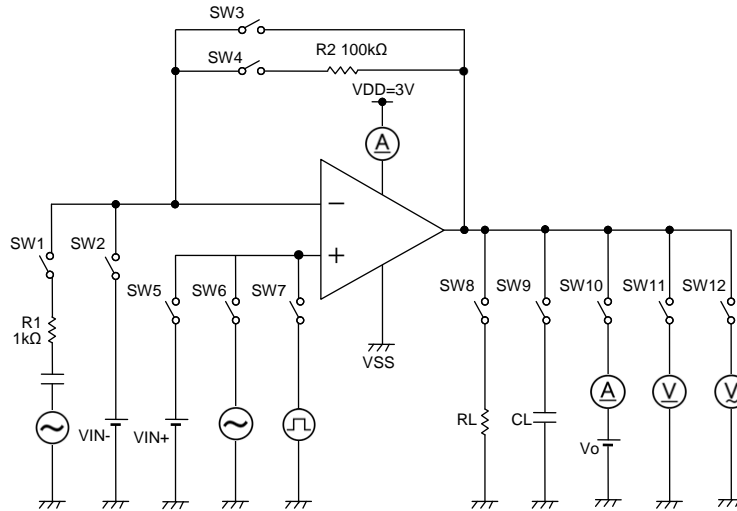 SW3
SW4
R2 100kΩ
VDD=3V
A
−
+
SW1
SW2
SW5
SW6
SW7
SW8
SW9
SW10
SW11
SW12
R1
1kΩ
VSS
VIN-
VIN+
RL
CL
A
V
V
Vo